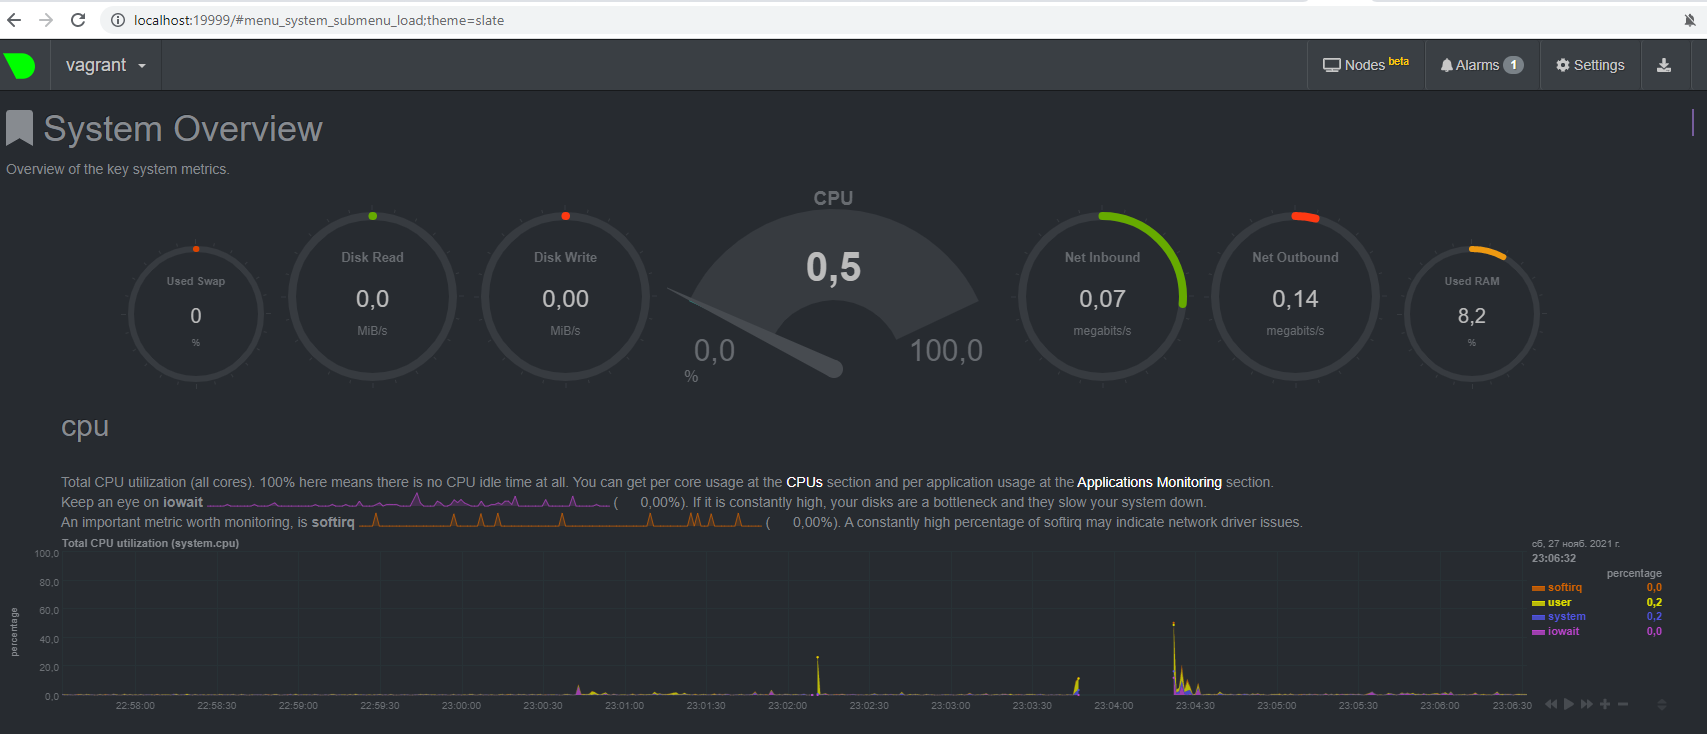 localhost:19999/#menu_system_submenu_load;theme=slate
vagrant
Nodes beta
Alarms 1
Settings
System Overview
Overview of the key system metrics.
Used Swap
0
%
Disk Read
0,0
MiB/s
Disk Write
0,00
MiB/s
CPU
0,5
0,0
100,0
%
Net Inbound
0,07
megabits/s
Net Outbound
0,14
megabits/s
Used RAM
8,2
%
cpu
Total CPU utilization (all cores). 100% here means there is no CPU idle time at all. You can get per core usage at the CPUs section and per application usage at the Applications Monitoring section.
Keep an eye on iowait ( 0,00%). If it is constantly high, your disks are a bottleneck and they slow your system down.
An important metric worth monitoring, is softirq ( 0,00%). A constantly high percentage of softirq may indicate network driver issues.
Total CPU utilization (system.cpu)
percentage
100,0
80,0
60,0
40,0
20,0
0,0
22:58:00 22:58:30 22:59:00 22:59:30 23:00:00 23:00:30 23:01:00 23:01:30 23:02:00 23:02:30 23:03:00 23:03:30 23:04:00 23:04:30 23:05:00 23:05:30 23:06:00 23:06:30
сб, 27 нояб. 2021 г.
23:06:32
percentage
softirq 0,0
user 0,2
system 0,2
iowait 0,0